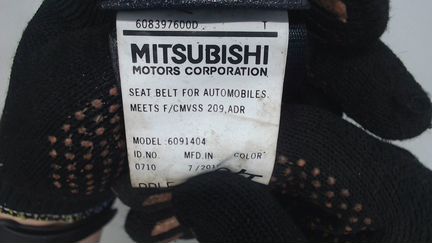 608397600D T
MITSUBISHI
MOTORS CORPORATION
SEAT BELT FOR AUTOMOBILES.
MEETS F/CMVSS 209,ADR
MODEL:6091404
ID.NO MFD.IN COLOR
0710